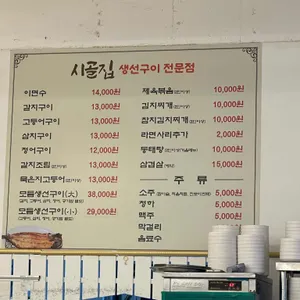 시골집 생선구이 전문점
이면수 14,000원
갈치구이 13,000원
고등어구이 13,000원
삼치구이 13,000원
청어구이 12,000원
갈치조림 13,000원
묵은지고등어 13,000원
모듬생선구이(大) 38,000원
모듬생선구이(小) 29,000원
제육볶음 10,000원
김치찌개 10,000원
참치김치찌개 10,000원
라면사리추가 2,000원
동태탕 10,000원
삼겹살 15,000원
주 류
소주 5,000원
청하 5,000원
맥주 5,000원
막걸리
음료수